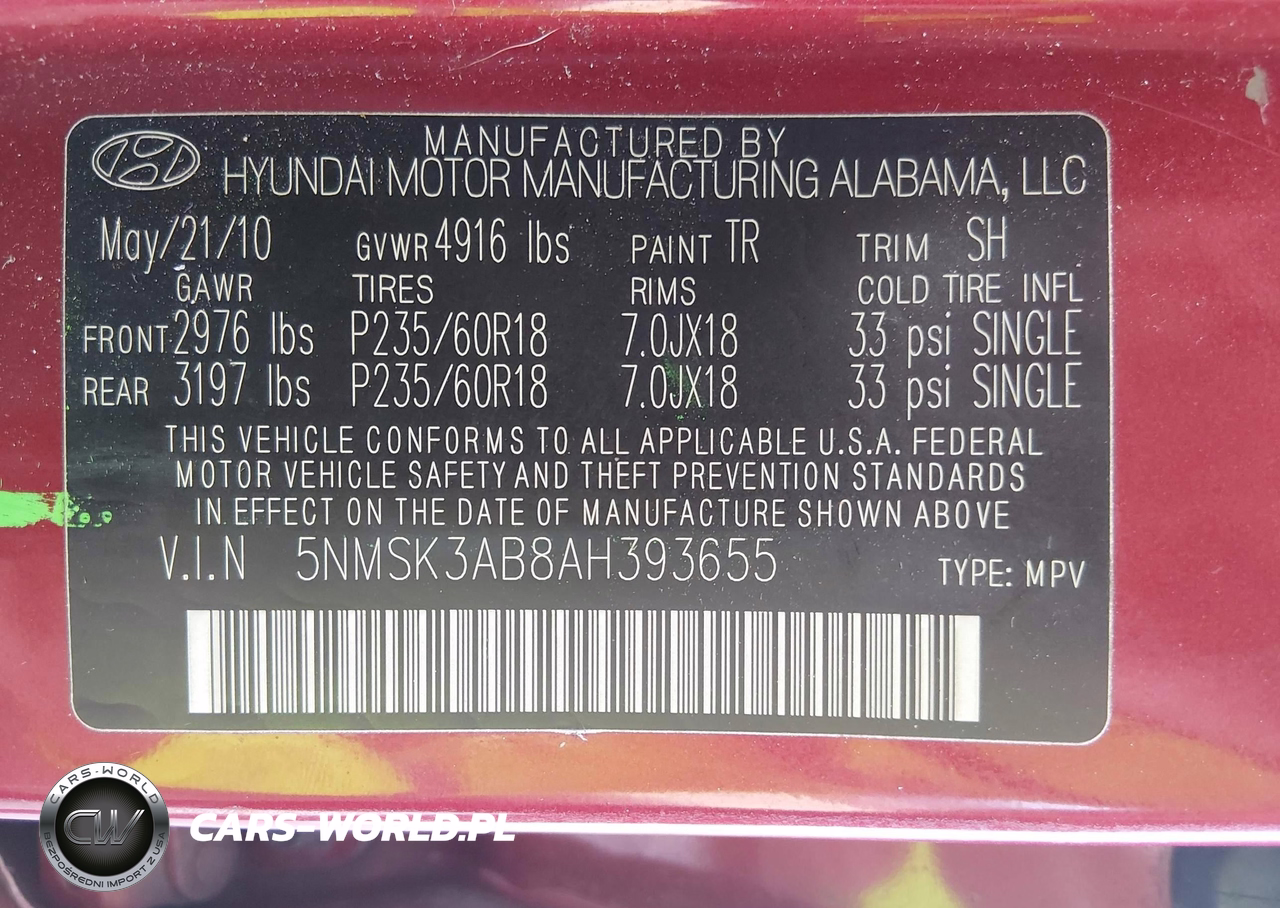 MANUFACTURED BY
HYUNDAI MOTOR MANUFACTURING ALABAMA, LLC
May/21/10 GVWR 4916 lbs PAINT TR TRIM SH
GAWR TIRES RIMS COLD TIRE INFL
FRONT 2976 lbs P235/60R18 7.0JX18 33 psi SINGLE
REAR 3197 lbs P235/60R18 7.0JX18 33 psi SINGLE
THIS VEHICLE CONFORMS TO ALL APPLICABLE U.S.A. FEDERAL
MOTOR VEHICLE SAFETY AND THEFT PREVENTION STANDARDS
IN EFFECT ON THE DATE OF MANUFACTURE SHOWN ABOVE
V.I.N 5NMSK3AB8AH393655 TYPE: MPV
CARS-WORLD
CW
BEZPOŚREDNI IMPORT Z USA
CARS-WORLD.PL